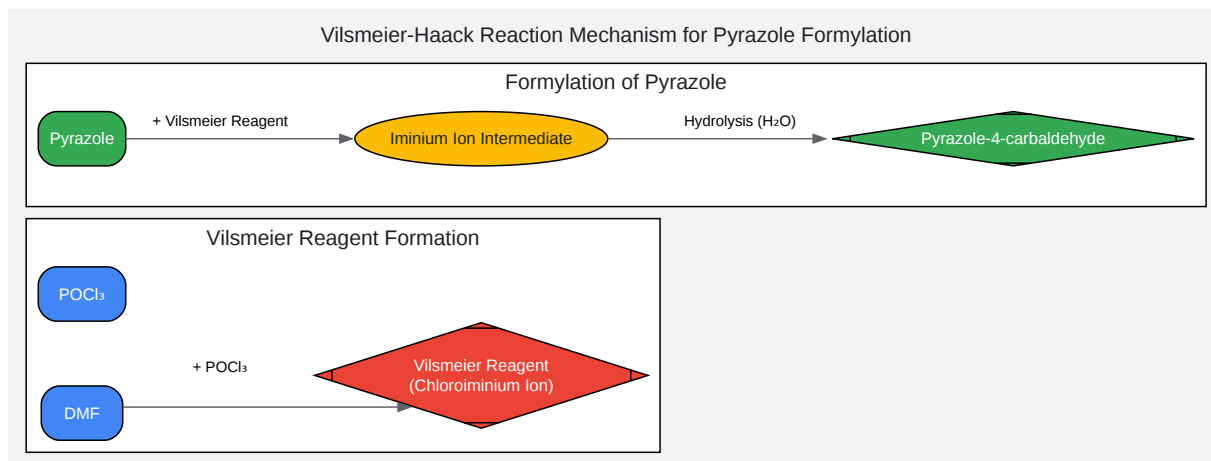 Vilsmeier-Haack Reaction Mechanism for Pyrazole Formylation
Formylation of Pyrazole
Pyrazole
+ Vilsmeier Reagent
Iminium Ion Intermediate
Hydrolysis (H₂O)
Pyrazole-4-carbaldehyde
Vilsmeier Reagent Formation
POCl₃
+ POCl₃
Vilsmeier Reagent
(Chloroiminium Ion)
DMF